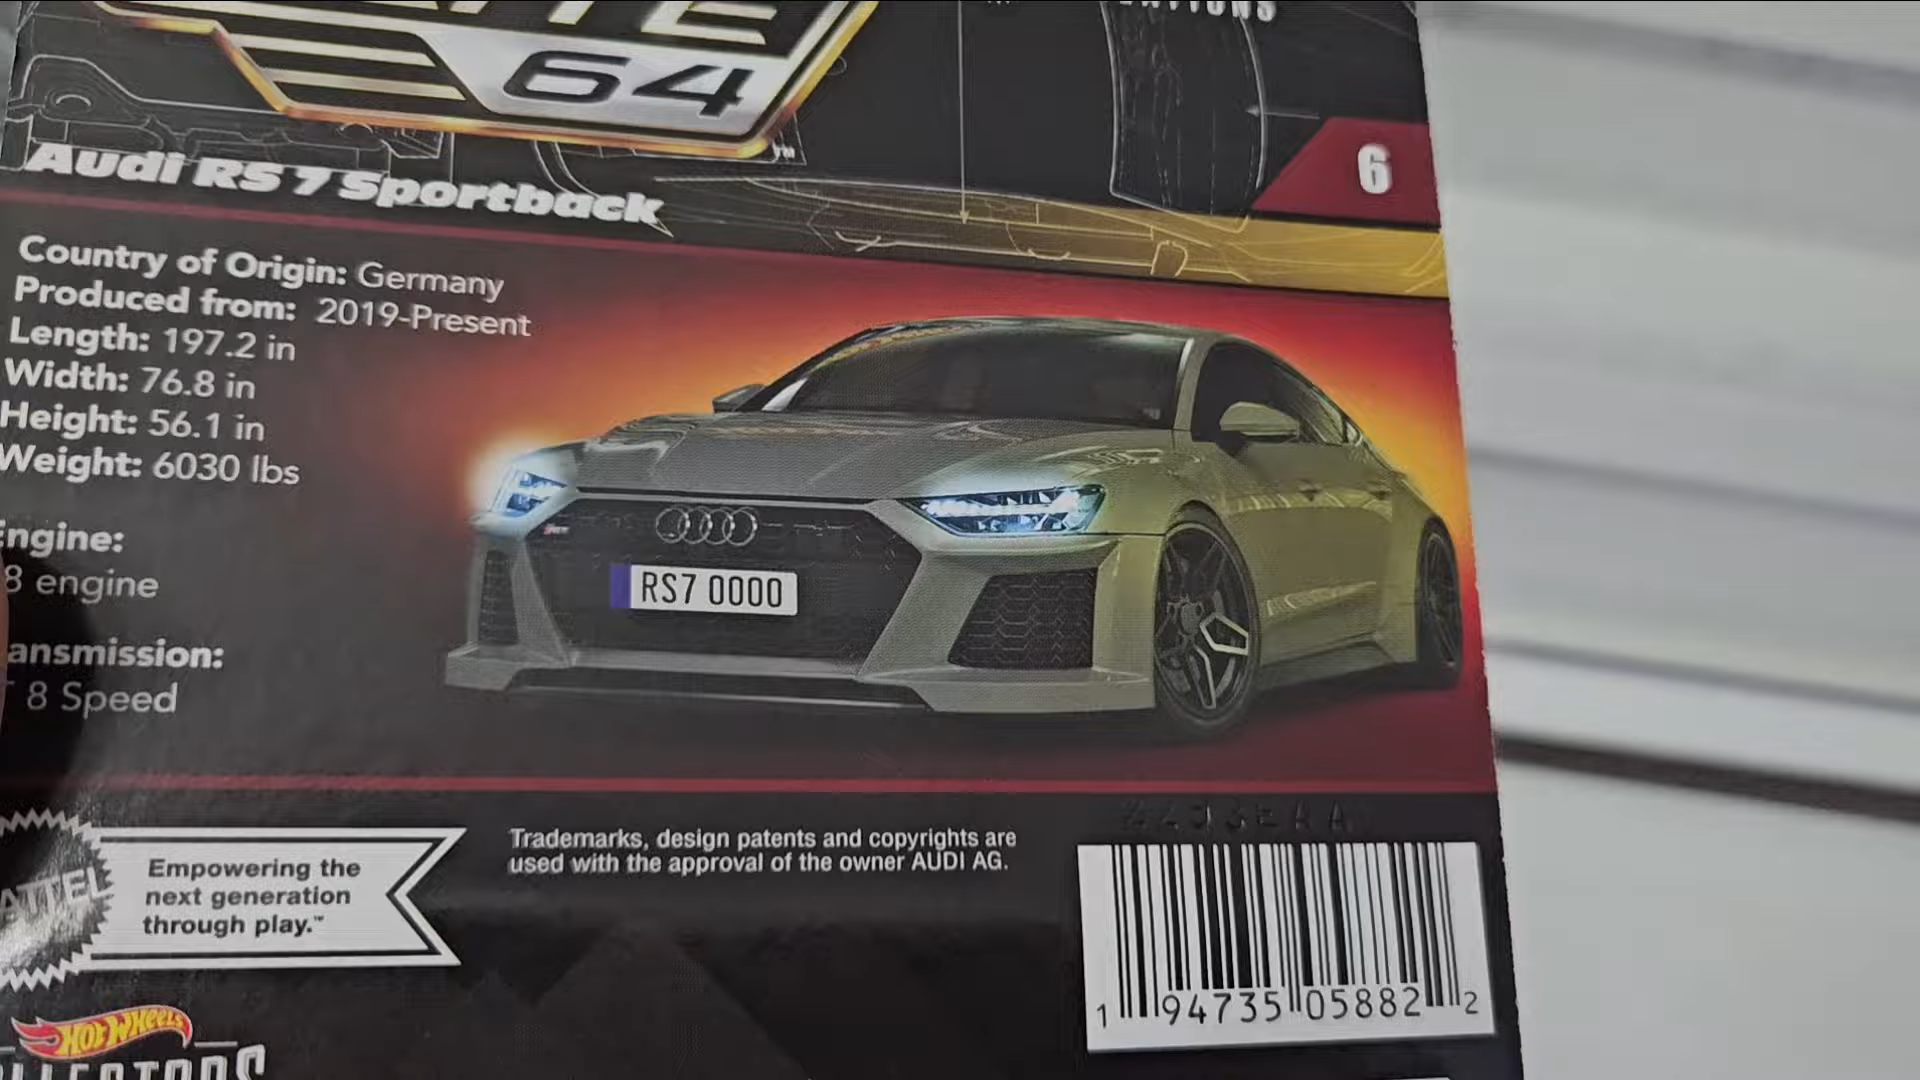 64
TM
Audi RS 7 Sportback
6
Country of Origin: Germany
Produced from: 2019-Present
Length: 197.2 in
Width: 76.8 in
Height: 56.1 in
Weight: 6030 lbs
8 engine
8 Speed
RS7 0000
Empowering the
next generation
through play.™
Trademarks, design patents and copyrights are
used with the approval of the owner AUDI AG.
1 94735 05882 2
HOT WHEELS